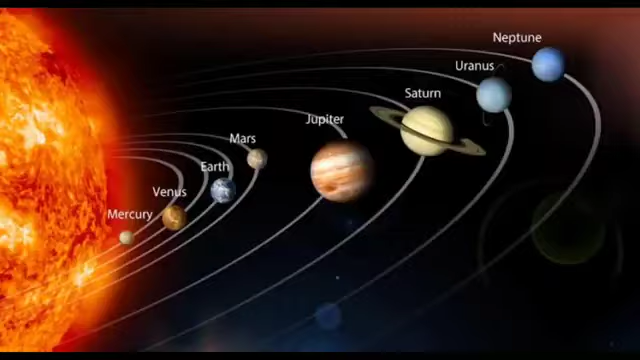 Mercury
Venus
Earth
Mars
Jupiter
Saturn
Uranus
Neptune